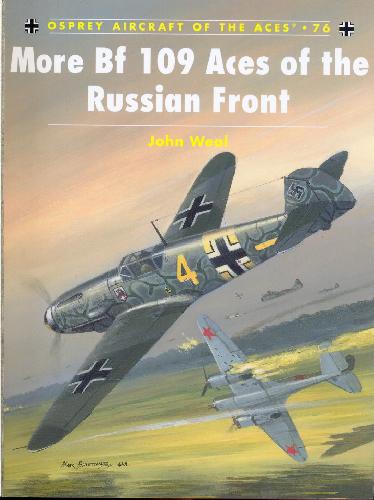 OSPREY AIRCRAFT OF THE ACES® • 76
More Bf 109 Aces of the
Russian Front
John Weal
4